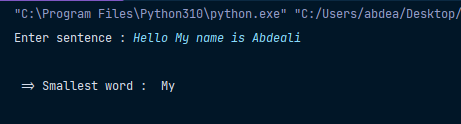 "C:\Program Files\Python310\python.exe" "C:/Users/abdea/Desktop/
Enter sentence : Hello My name is Abdeali
=> Smallest word :  My